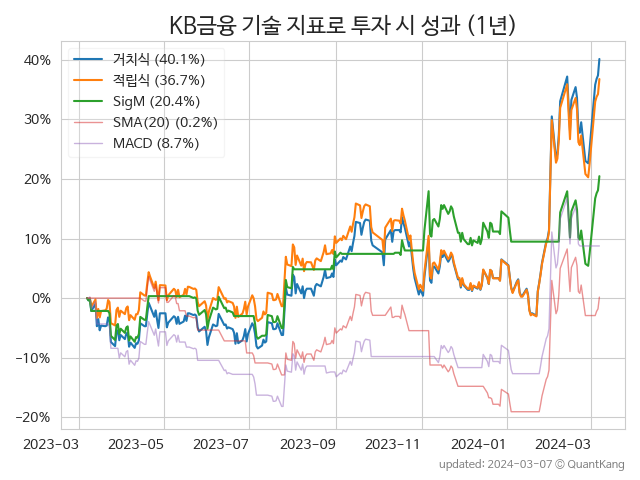 KB금융 기술 지표로 투자 시 성과 (1년)
40%
30%
20%
10%
0%
−10%
−20%
거치식 (40.1%)
적립식 (36.7%)
SigM (20.4%)
SMA(20) (0.2%)
MACD (8.7%)
2023-03 2023-05 2023-07 2023-09 2023-11 2024-01 2024-03
updated: 2024-03-07 © QuantKang